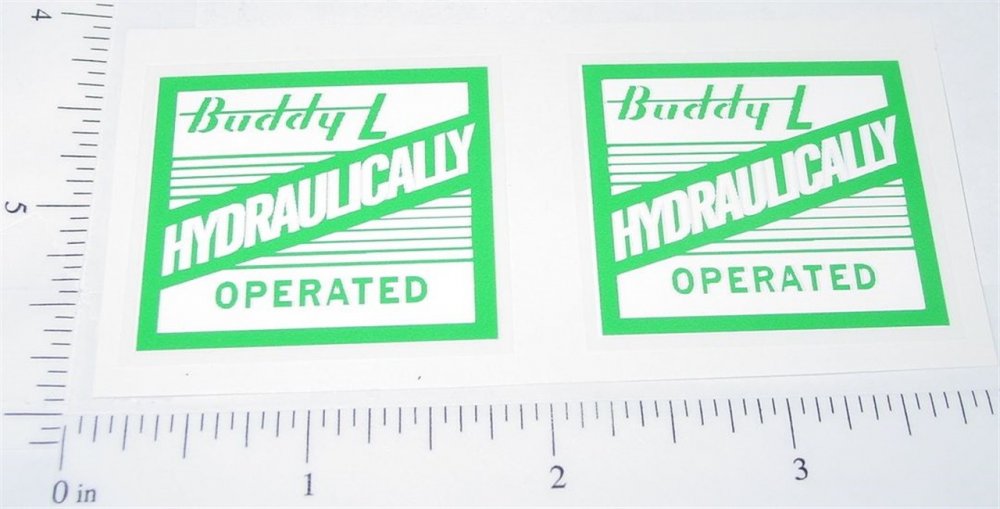 4
5
Buddy L
HYDRAULICALLY
OPERATED
Buddy L
HYDRAULICALLY
OPERATED
0 in 1 2 3